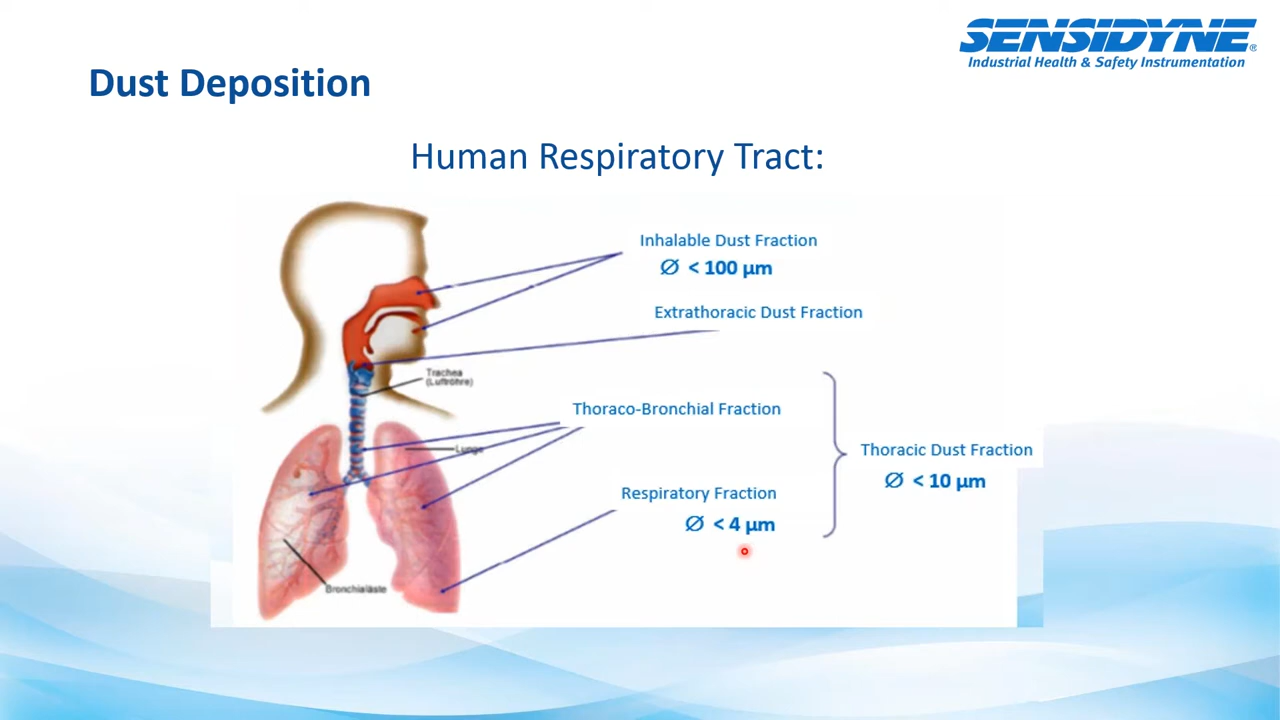 SENSIDYNE®
Industrial Health & Safety Instrumentation
Dust Deposition
Human Respiratory Tract:
Inhalable Dust Fraction
∅ < 100 µm
Extrathoracic Dust Fraction
Trachea
(Luftröhre)
Thoraco-Bronchial Fraction
Lunge
Thoracic Dust Fraction
∅ < 10 µm
Respiratory Fraction
∅ < 4 µm
Bronchialäste